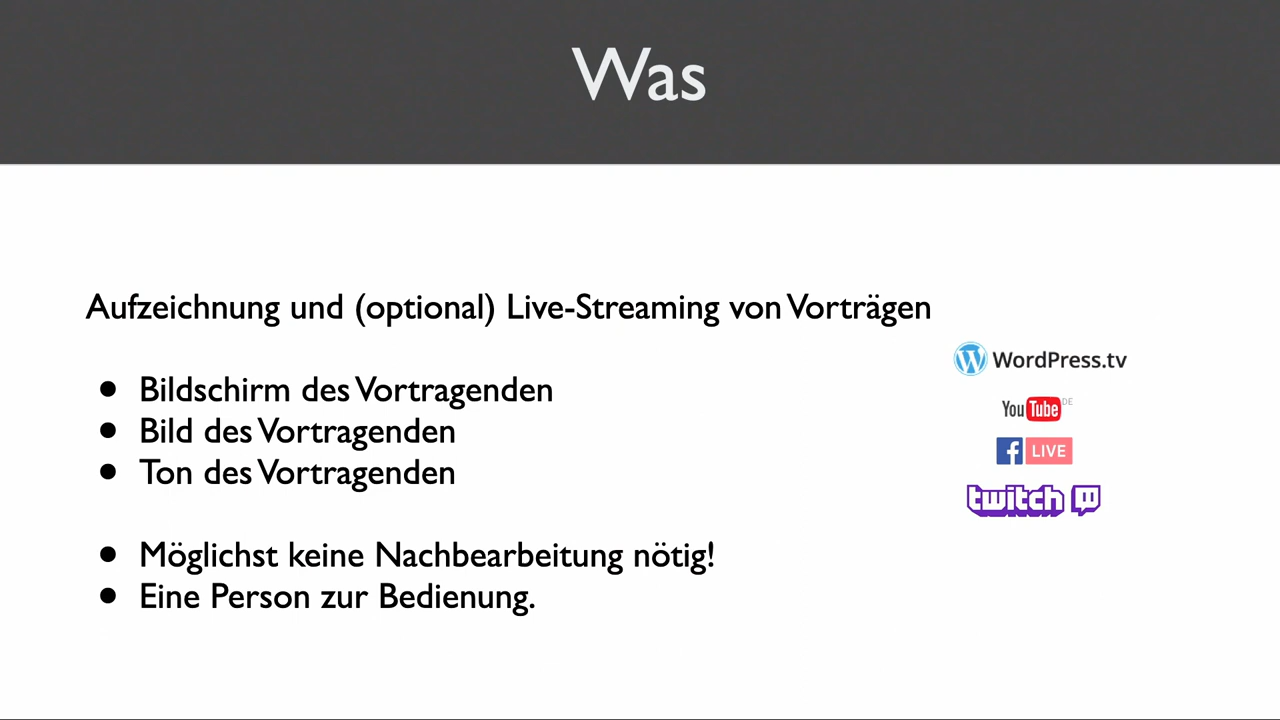 Was
Aufzeichnung und (optional) Live-Streaming von Vorträgen
WordPress.tv
• Bildschirm des Vortragenden
YouTube DE
• Bild des Vortragenden
f LIVE
• Ton des Vortragenden
twitch
• Möglichst keine Nachbearbeitung nötig!
• Eine Person zur Bedienung.